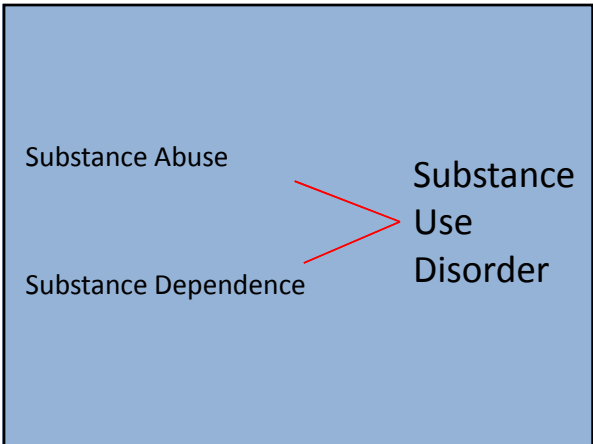 Substance Abuse
Substance Dependence
Substance
Use
Disorder